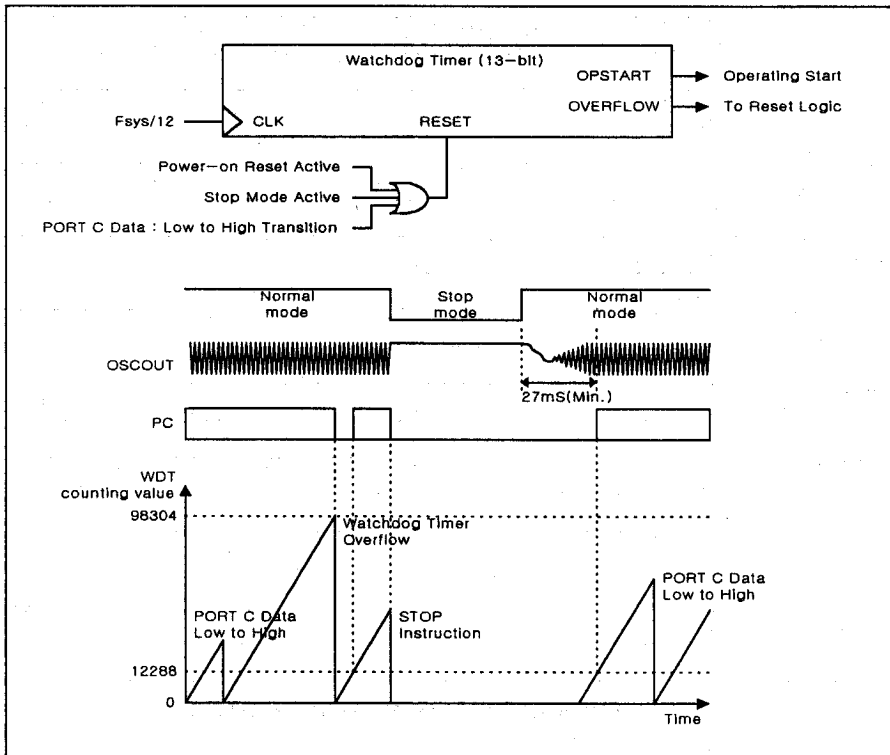 Watchdog Timer (13-bit)
OPSTART
Operating Start
OVERFLOW
To Reset Logic
Fsys/12
CLK
RESET
Power-on Reset Active
Stop Mode Active
PORT C Data : Low to High Transition
Normal
mode
Stop
mode
Normal
mode
OSCOUT
27mS(Min.)
PC
WDT
counting value
98304
Watchdog Timer
Overflow
PORT C Data
Low to High
STOP
Instruction
PORT C Data
Low to High
12288
0
Time